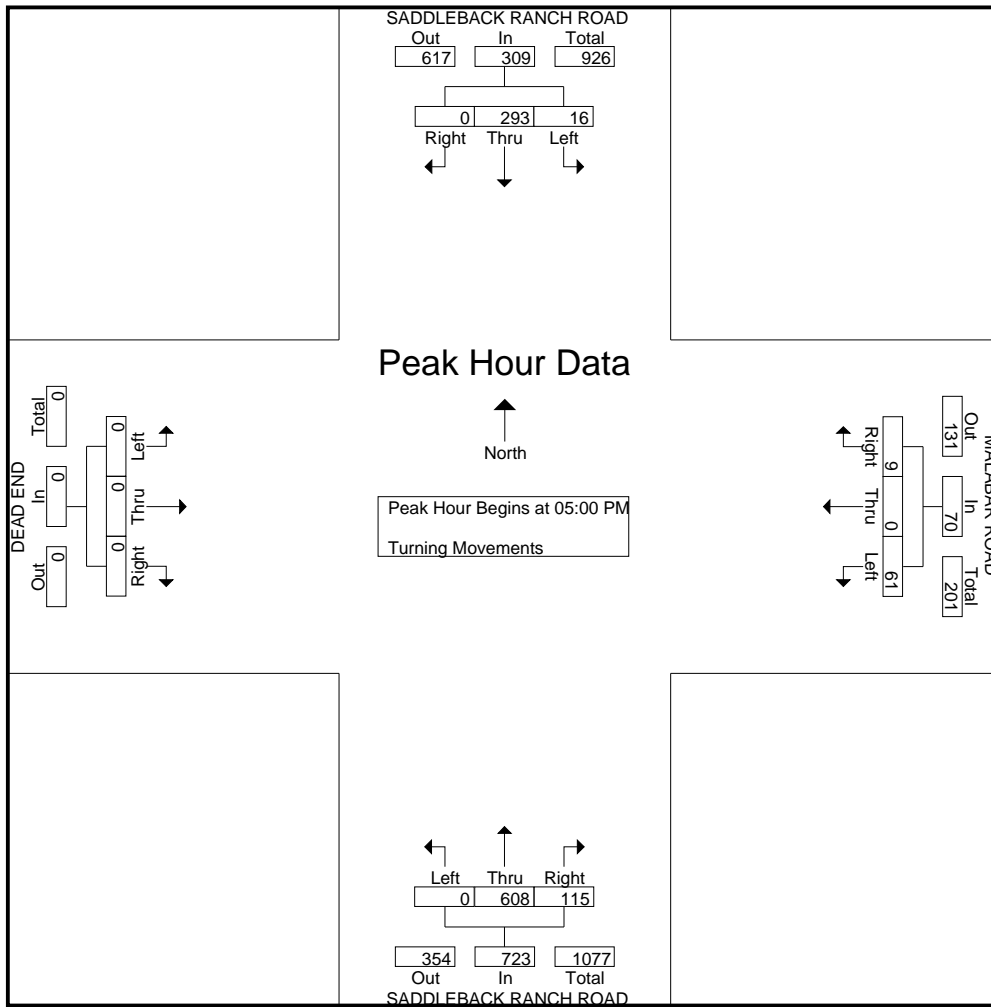 SADDLEBACK RANCH ROAD
Out In Total
617 309 926
0 293 16
Right Thru Left
Peak Hour Data
North
Peak Hour Begins at 05:00 PM
Turning Movements
DEAD END
Out In Total
0 0 0
Right Thru Left
0 0 0
MALABAR ROAD
Out In Total
131 70 201
Right Thru Left
9 0 61
Left Thru Right
0 608 115
354 723 1077
Out In Total
SADDLEBACK RANCH ROAD